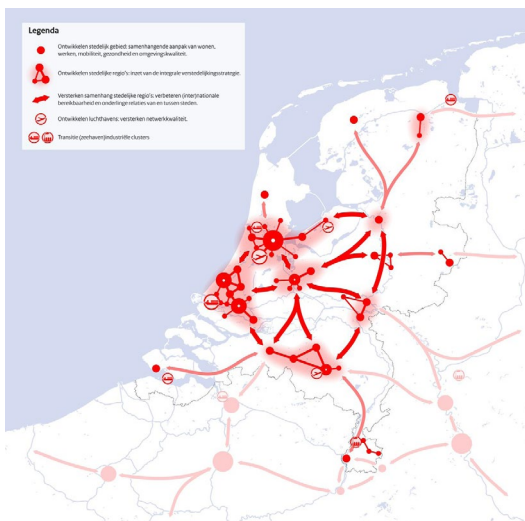 Legenda
Ontwikkelen stedelijk gebied: samenhangende aanpak van wonen,
werken, mobiliteit, gezondheid en omgevingskwaliteit.
Ontwikkelen stedelijke regio's: inzet van de integrale verstedelijkingsstrategie.
Versterken samenhang stedelijke regio's: verbeteren (inter)nationale
bereikbaarheid en onderlinge relaties van en tussen steden.
Ontwikkelen luchthavens: versterken netwerkkwaliteit.
Transitie (zeehaven)industriële clusters